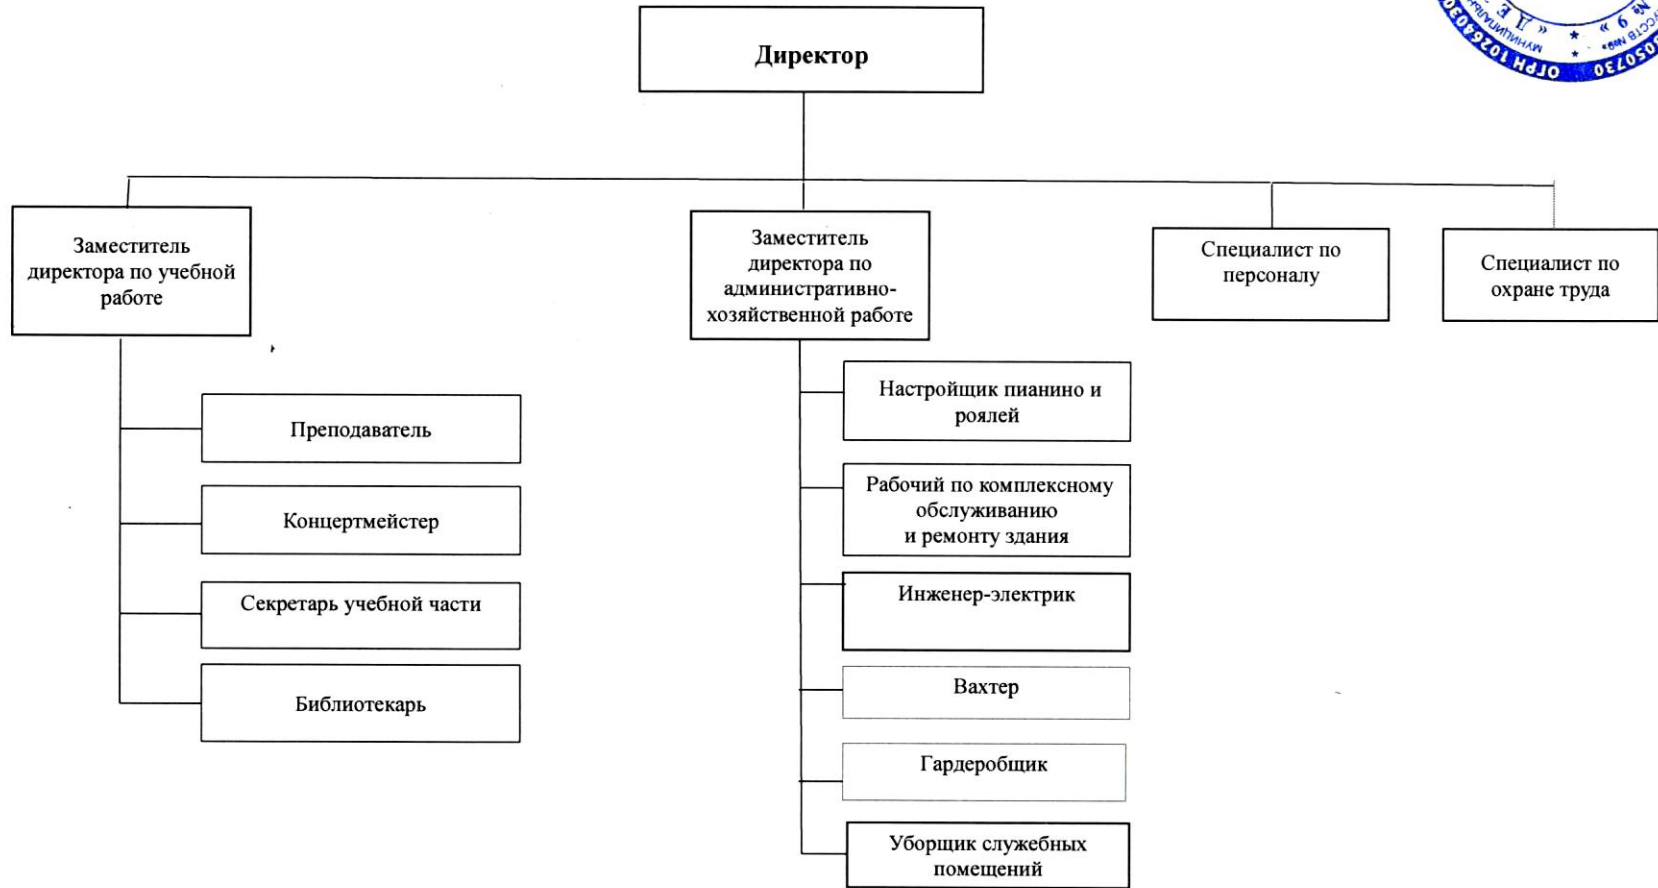 Директор
Заместитель
директора по учебной
работе
Заместитель
директора по
административно-
хозяйственной работе
Специалист по
персоналу
Специалист по
охране труда
Преподаватель
Концертмейстер
Секретарь учебной части
Библиотекарь
Настройщик пианино и
роялей
Рабочий по комплексному
обслуживанию
и ремонту здания
Инженер-электрик
Вахтер
Гардеробщик
Уборщик служебных
помещений
ОГРН